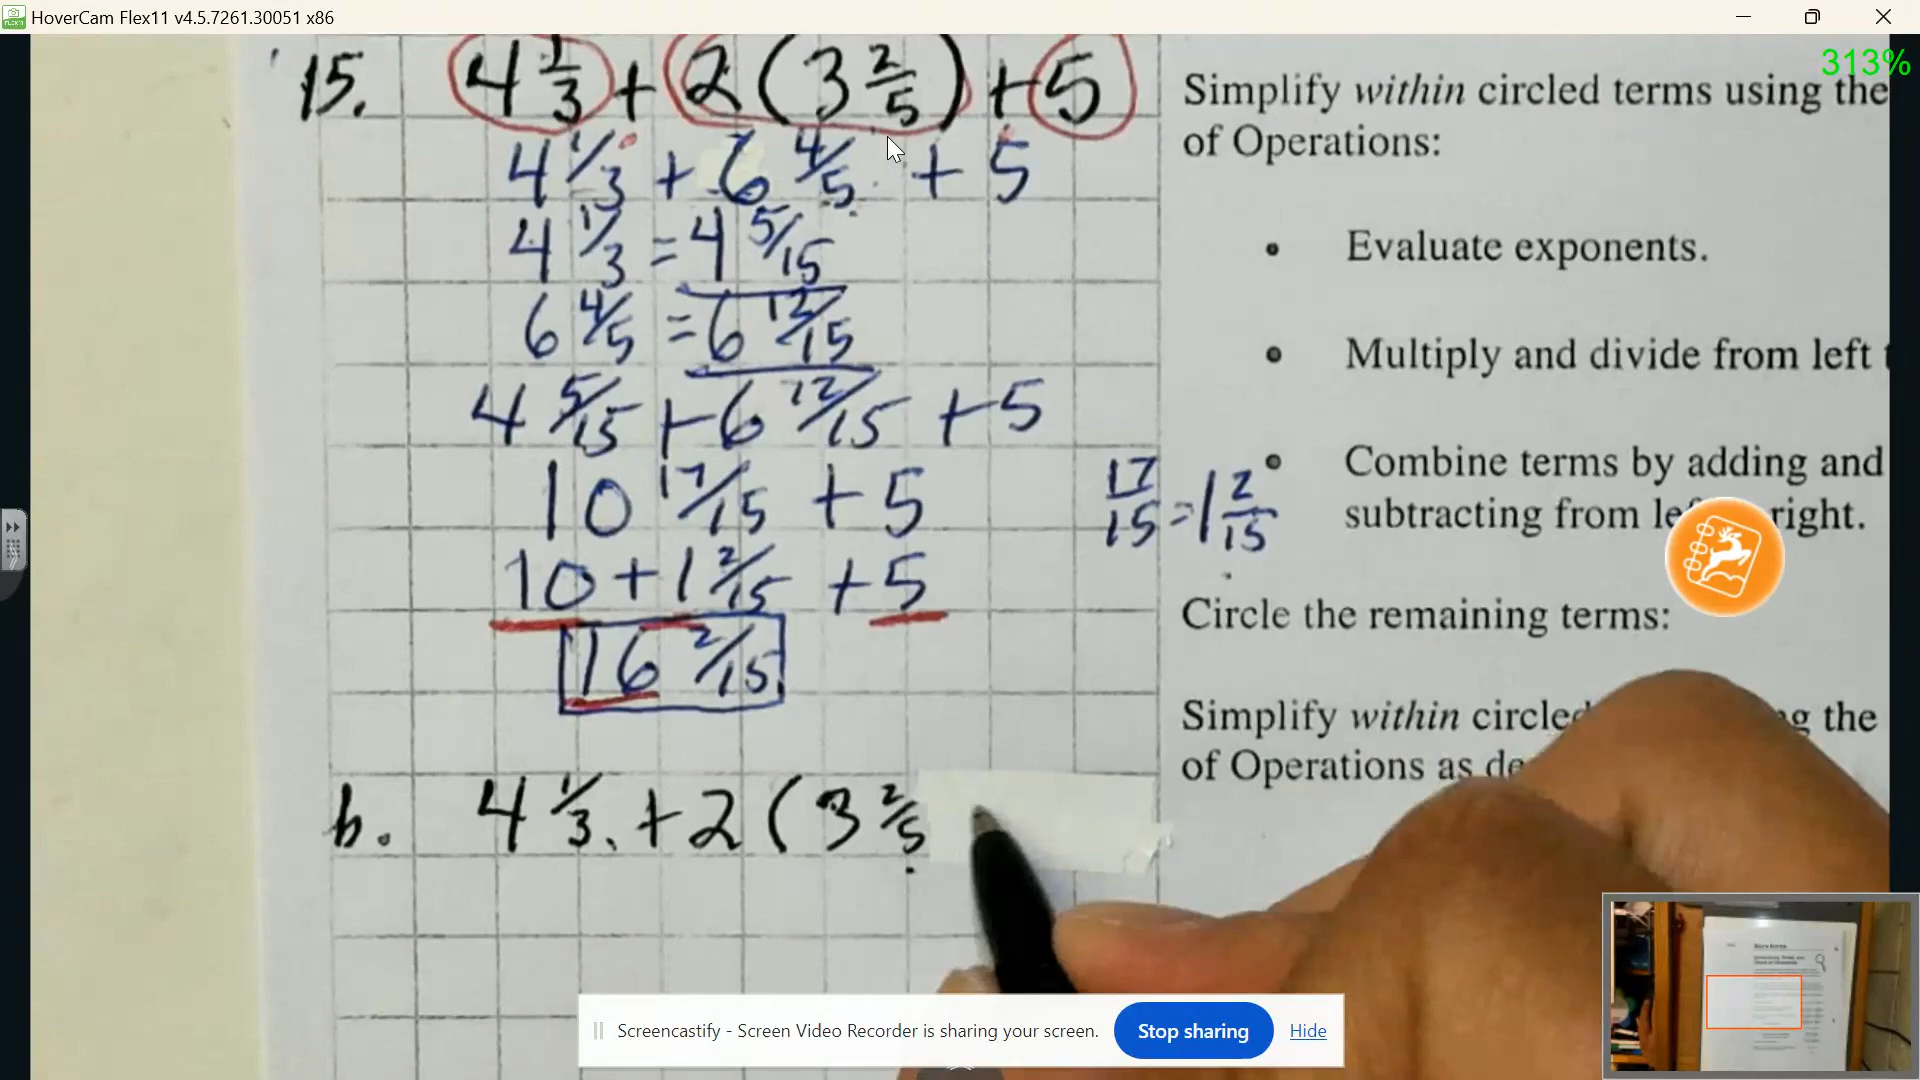 HoverCam Flex11 v4.5.7261.30051 x86
313%
15. 4 1/3 + 2 (3 2/5) + 5
4 1/3 + 6 4/5 + 5
4 1/3 = 4 5/15
6 4/5 = 6 12/15
4 5/15 + 6 12/15 + 5
10 17/15 + 5
17/15 = 1 2/15
10 + 1 2/15 + 5
16 2/15
b. 4 1/3 + 2 (3 2/5
Simplify within circled terms using the
of Operations:
• Evaluate exponents.
• Multiply and divide from left
• Combine terms by adding and
subtracting from right.
Circle the remaining terms:
Simplify within the
of Operations as
Screencastify - Screen Video Recorder is sharing your screen.
Stop sharing
Hide